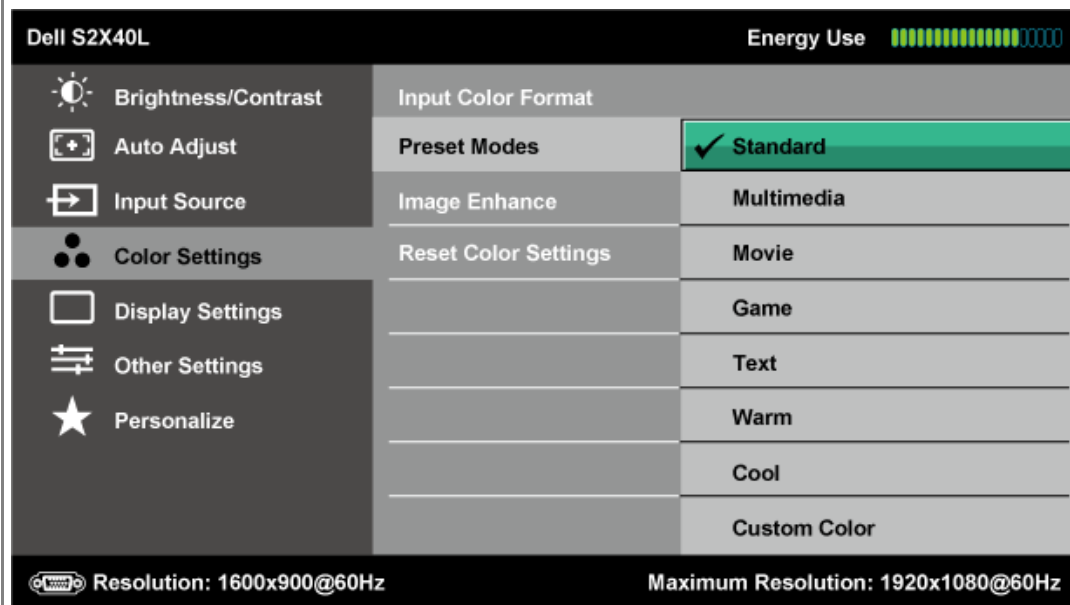 Dell S2X40L Energy Use
Brightness/Contrast Input Color Format
Auto Adjust Preset Modes Standard
Input Source Image Enhance Multimedia
Color Settings Reset Color Settings Movie
Display Settings Game
Other Settings Text
Personalize Warm
Cool
Custom Color
Resolution: 1600x900@60Hz Maximum Resolution: 1920x1080@60Hz